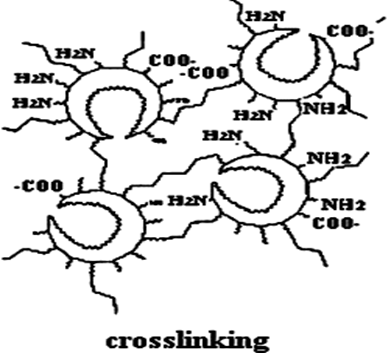 H2N
COO-
H2N
COO-
H2N
-COO
H2N
H2N
NH2
H2N
NH2
-COO
H2N
NH2
COO-
crosslinking